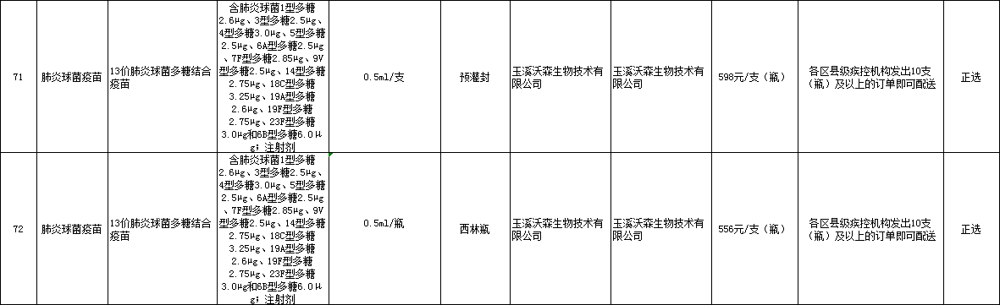 71
肺炎球菌疫苗
13价肺炎球菌多糖结合
疫苗
含肺炎球菌1型多糖
2.6μg、3型多糖2.5μg、
4型多糖3.0μg、5型多糖
2.5μg、6A型多糖2.5μg
、7F型多糖2.85μg、9V
型多糖2.5μg、14型多糖
2.75μg、18C型多糖
3.25μg、19A型多糖
2.6μg、19F型多糖
2.75μg、23F型多糖
3.0μg和6B型多糖6.0μ
g；注射剂
0.5ml/支
预灌封
玉溪沃森生物技术有
限公司
玉溪沃森生物技术有
限公司
598元/支（瓶）
各区县级疾控机构发出10支
（瓶）及以上的订单即可配送
正选
72
肺炎球菌疫苗
13价肺炎球菌多糖结合
疫苗
含肺炎球菌1型多糖
2.6μg、3型多糖2.5μg、
4型多糖3.0μg、5型多糖
2.5μg、6A型多糖2.5μg
、7F型多糖2.85μg、9V
型多糖2.5μg、14型多糖
2.75μg、18C型多糖
3.25μg、19A型多糖
2.6μg、19F型多糖
2.75μg、23F型多糖
3.0μg和6B型多糖6.0μ
g；注射剂
0.5ml/瓶
西林瓶
玉溪沃森生物技术有
限公司
玉溪沃森生物技术有
限公司
556元/支（瓶）
各区县级疾控机构发出10支
（瓶）及以上的订单即可配送
正选